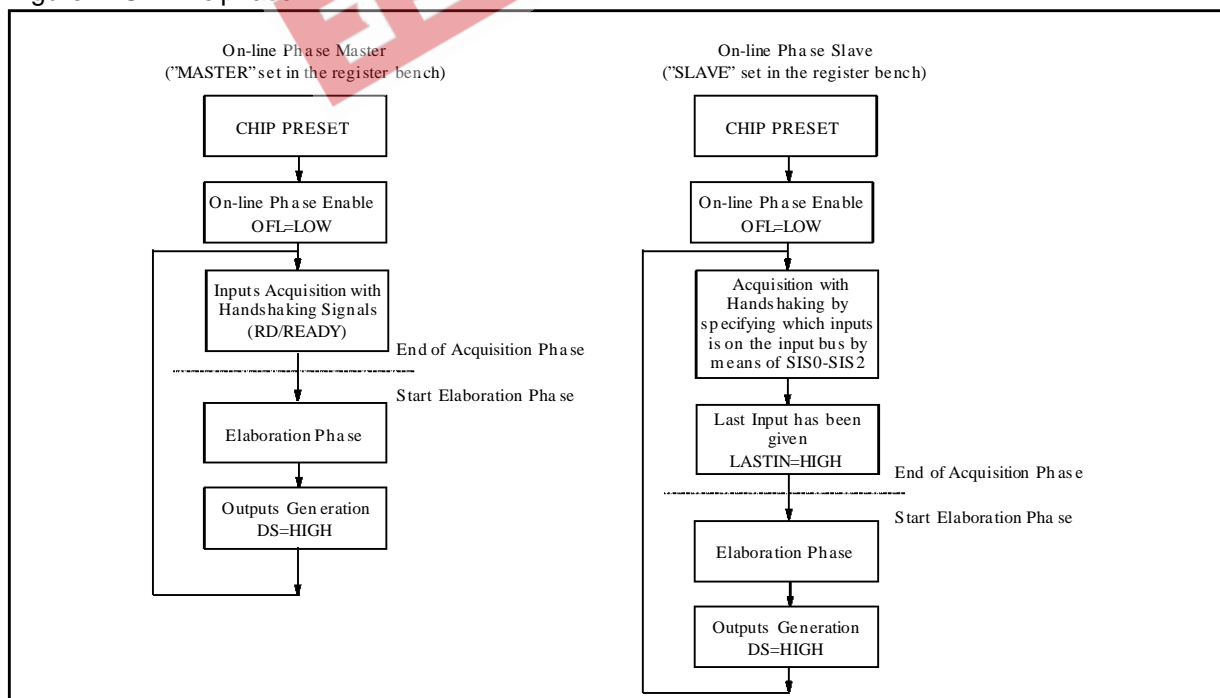 On-line Phase Master
("MASTER" set in the register bench)
CHIP PRESET
On-line Phase Enable
OFL=LOW
Inputs Acquisition with
Handshaking Signals
(RD/READY)
End of Acquisition Phase
Start Elaboration Phase
Elaboration Phase
Outputs Generation
DS=HIGH
On-line Phase Slave
("SLAVE" set in the register bench)
CHIP PRESET
On-line Phase Enable
OFL=LOW
Acquisition with
Handshaking by
specifying which inputs
is on the input bus by
means of SIS0-SIS2
Last Input has been
given
LASTIN=HIGH
End of Acquisition Phase
Start Elaboration Phase
Elaboration Phase
Outputs Generation
DS=HIGH